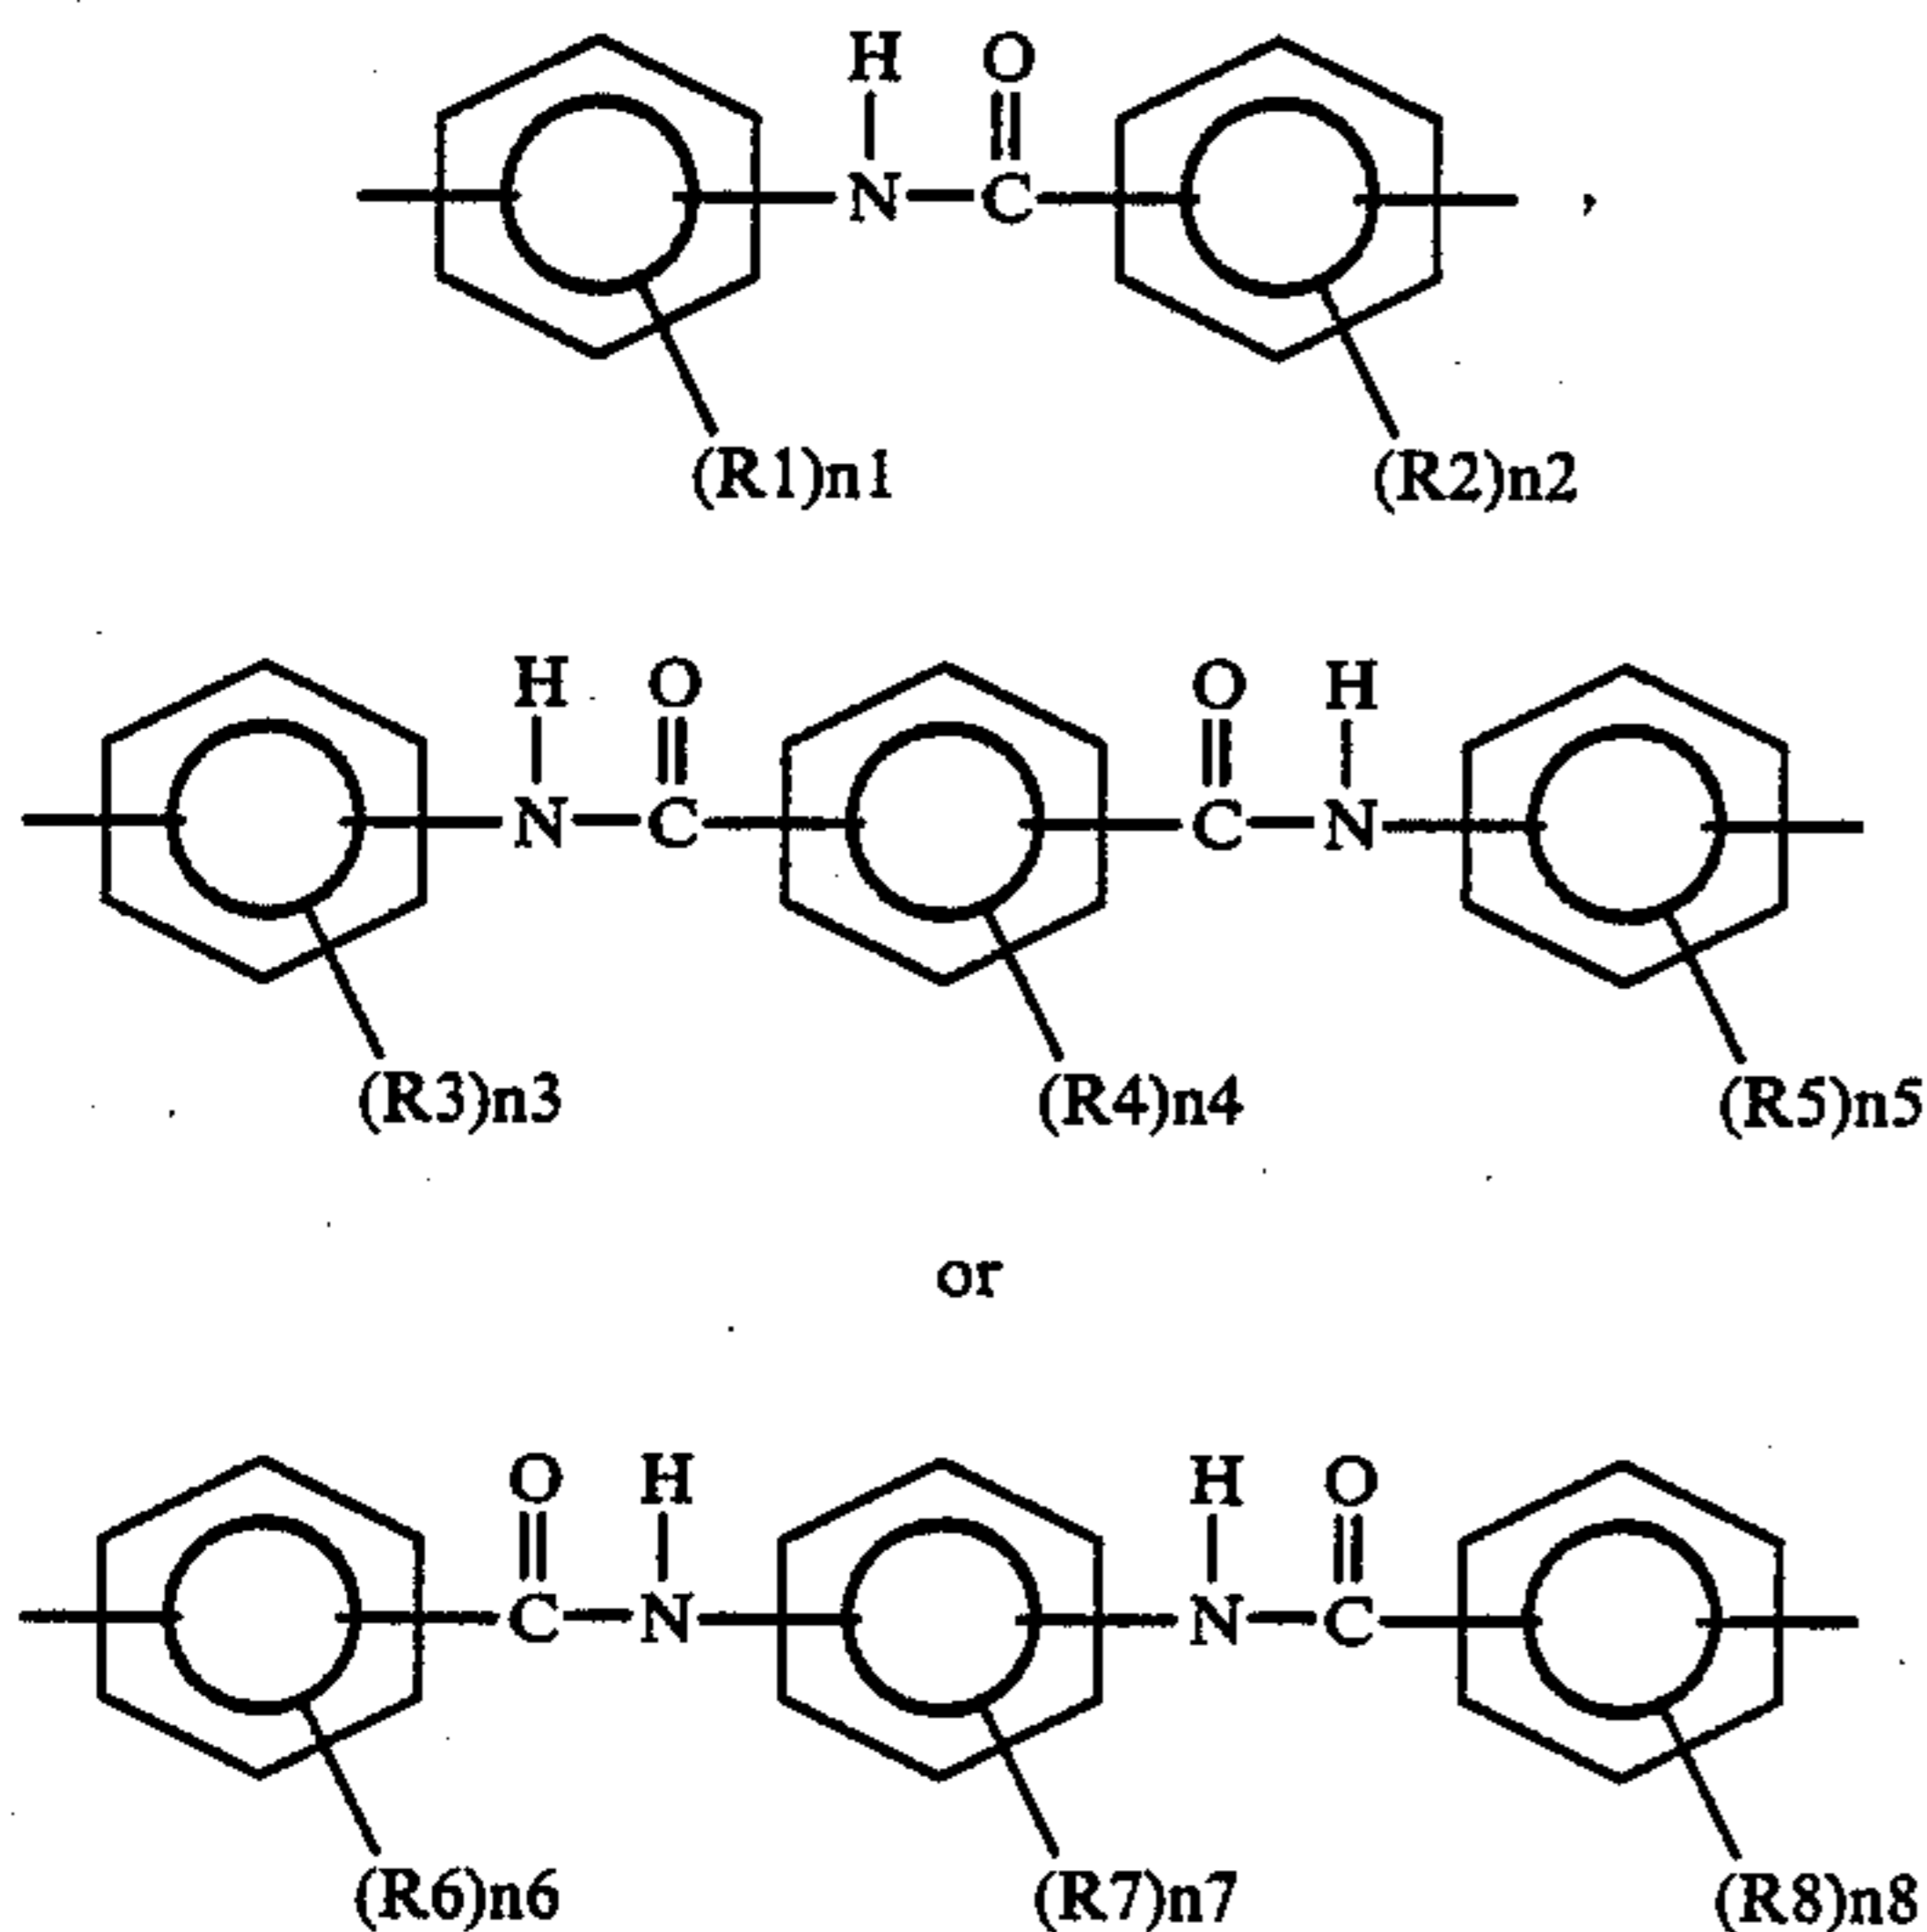 H O
N C ,
(R1)n1 (R2)n2
H O O H
N C C N
(R3)n3 (R4)n4 (R5)n5
or
O H H O
C N N C
(R6)n6 (R7)n7 (R8)n8